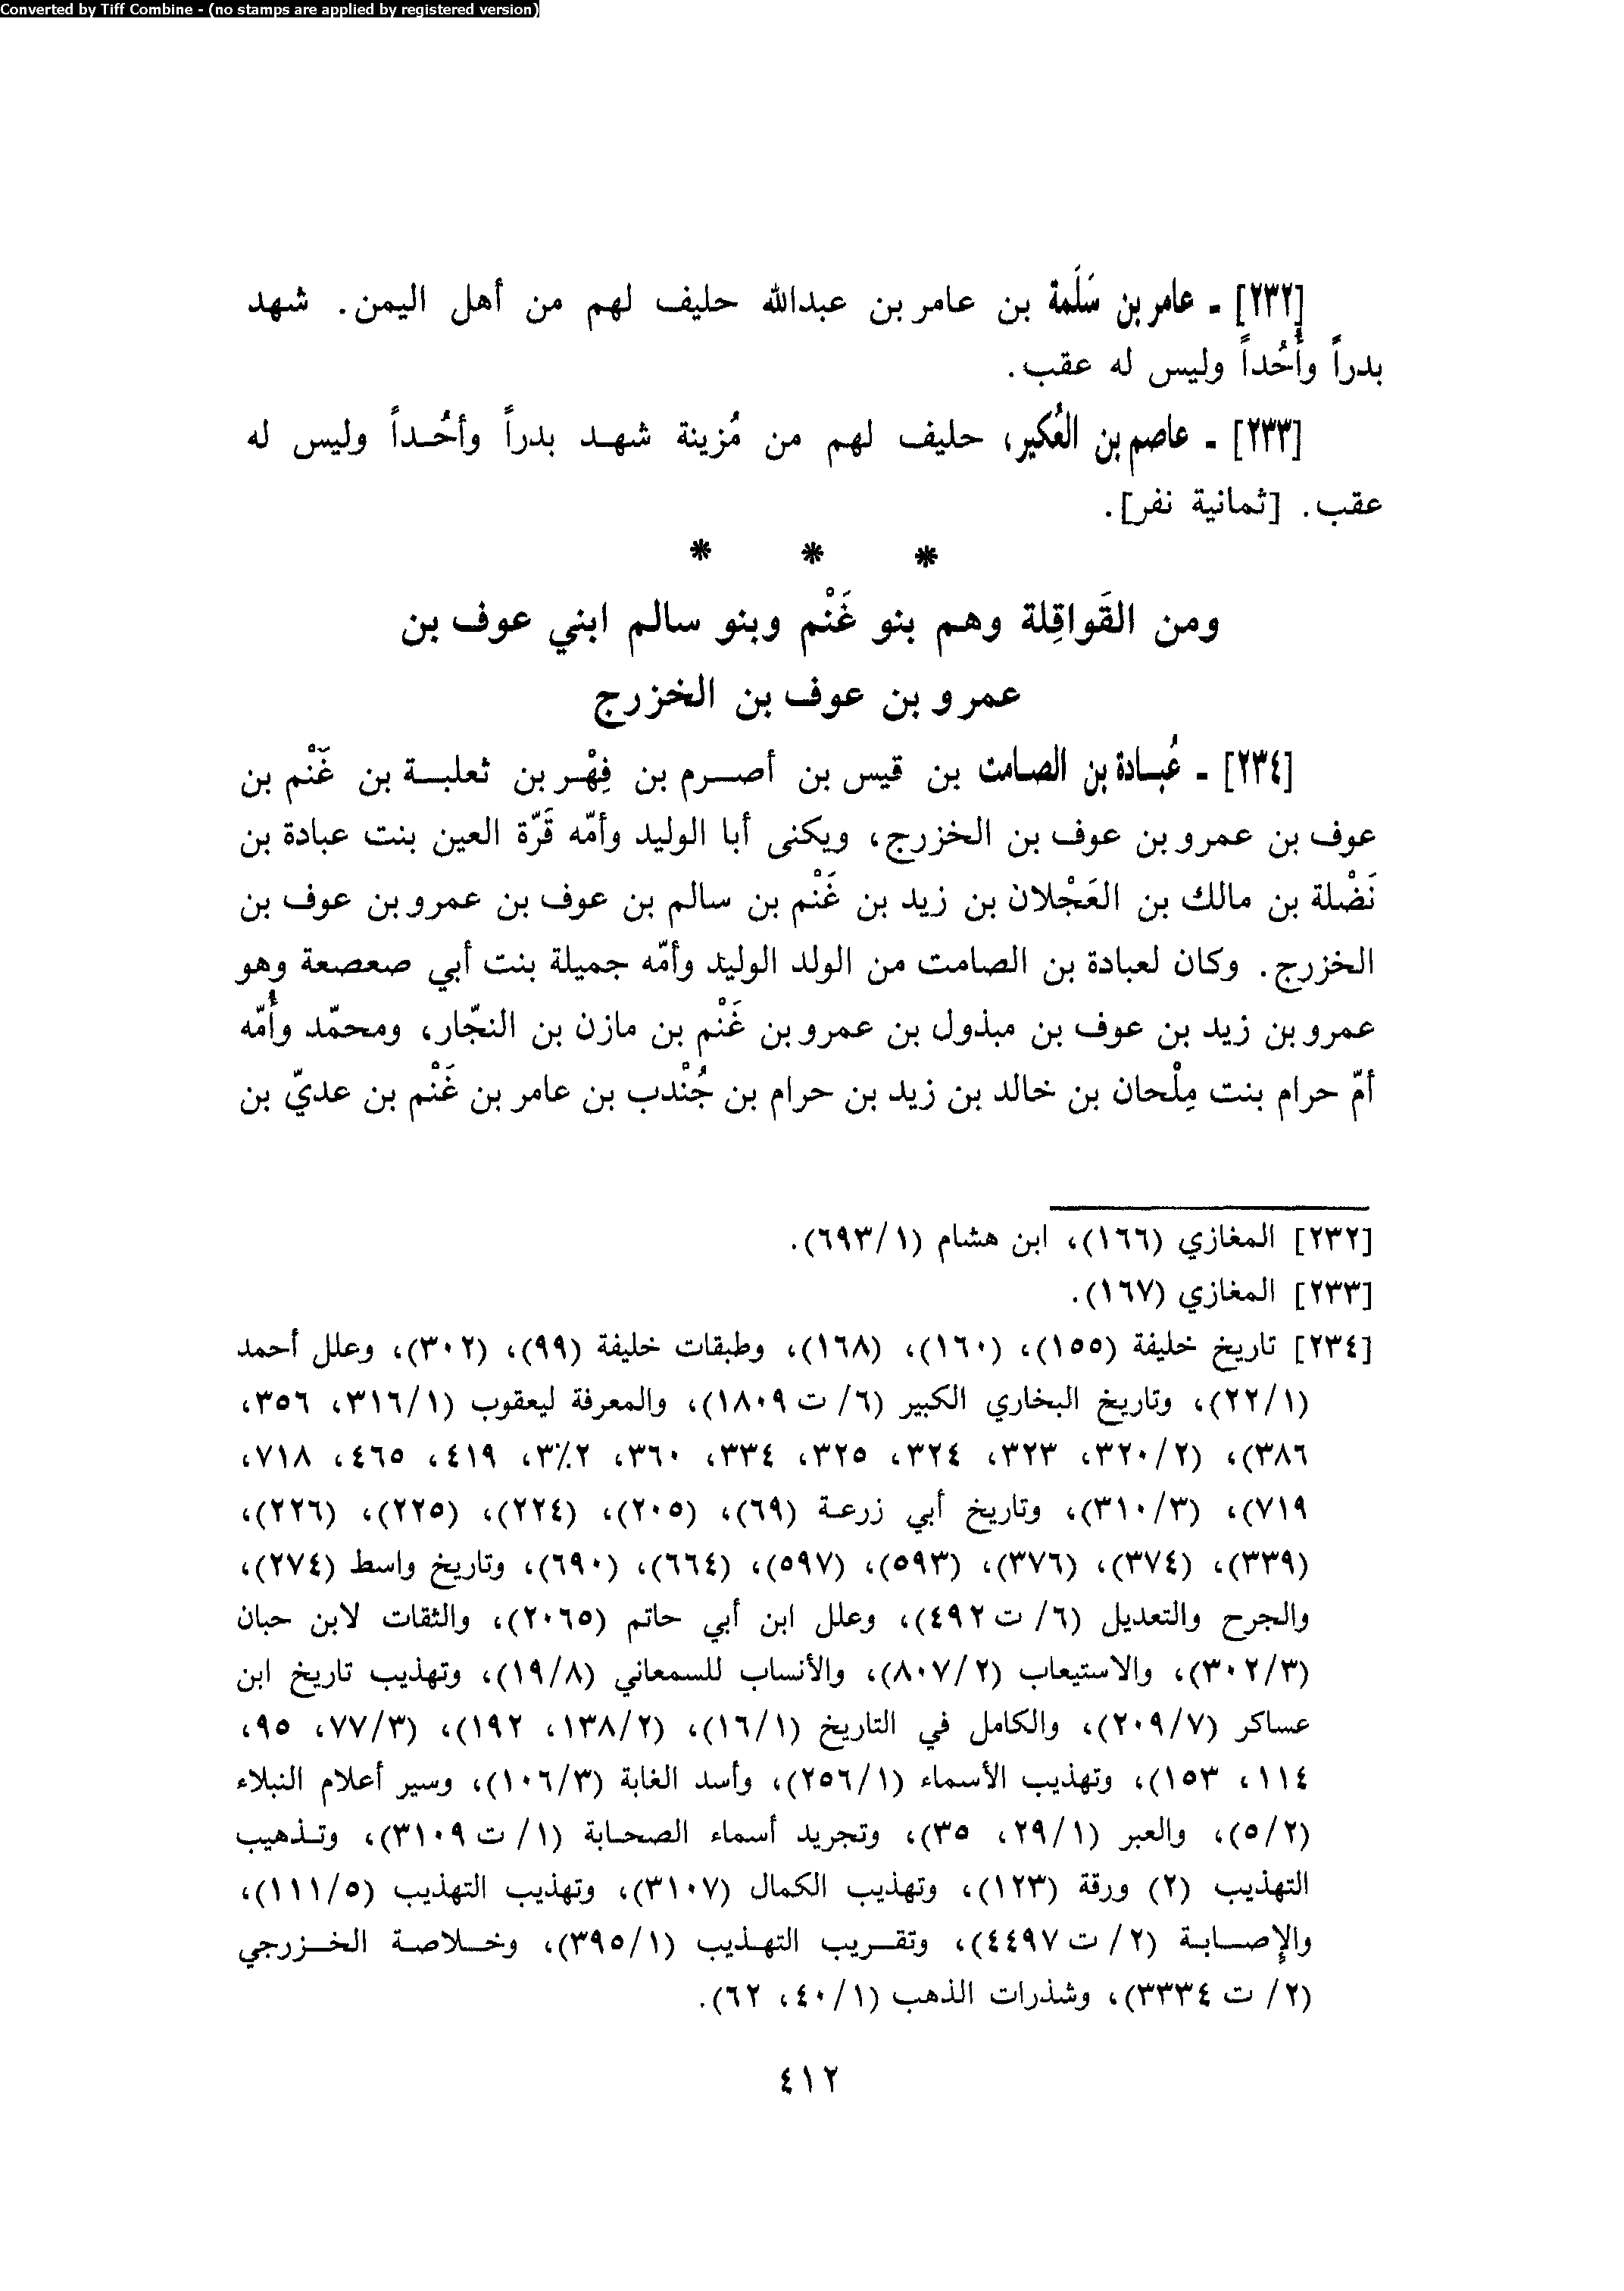 Converted by Tiff Combine - (no stamps are applied by registered version)
[٢٣٢] - عامر بن سَلَمة بن عامر بن عبدالله حليف لهم من أهل اليمن. شهد
بدراً وأُحُداً وليس له عقب.
[٢٣٣] - عاصم بن العُكير، حليف لهم من مُزينة شهد بدراً وأحُداً وليس له
عقب. [ثمانية نفر].
* * *
ومن القَواقِلة وهم بنو غَنْم وبنو سالم ابني عوف بن
عمرو بن عوف بن الخزرج
[٢٣٤] - عُبادة بن الصامت بن قيس بن أصرم بن فِهْر بن ثعلبة بن غَنْم بن
عوف بن عمرو بن عوف بن الخزرج، ويكنى أبا الوليد وأمّه قَرّة العين بنت عبادة بن
نَضْلة بن مالك بن العَجْلان بن زيد بن غَنْم بن سالم بن عوف بن عمرو بن عوف بن
الخزرج. وكان لعبادة بن الصامت من الولد الوليد وأمّه جميلة بنت أبي صعصعة وهو
عمرو بن زيد بن عوف بن مبذول بن عمرو بن غَنْم بن مازن بن النجّار، ومحمّد وأُمّه
أمّ حرام بنت مِلْحان بن خالد بن زيد بن حرام بن جُنْدب بن عامر بن غَنْم بن عديّ بن
[٢٣٢] المغازي (١٦٦)، ابن هشام (١/ ٦٩٣).
[٢٣٣] المغازي (١٦٧).
[٢٣٤] تاريخ خليفة (١٥٥)، (١٦٠)، (١٦٨)، وطبقات خليفة (٩٩)، (٣٠٢)، وعلل أحمد
(١/ ٢٢)، وتاريخ البخاري الكبير (٦/ ت ١٨٠٩)، والمعرفة ليعقوب (١/ ٣١٦، ٣٥٦،
٣٨٦)، (٢/ ٣٢٠، ٣٢٣، ٣٢٤، ٣٢٥، ٣٣٤، ٣٦٠، ٣٪٢، ٤١٩، ٤٦٥، ٧١٨،
٧١٩)، (٣/ ٣١٠)، وتاريخ أبي زرعة (٦٩)، (٢٠٥)، (٢٢٤)، (٢٢٥)، (٢٢٦)،
(٣٣٩)، (٣٧٤)، (٣٧٦)، (٥٩٣)، (٥٩٧)، (٦٦٤)، (٦٩٠)، وتاريخ واسط (٢٧٤)،
والجرح والتعديل (٦/ ت ٤٩٢)، وعلل ابن أبي حاتم (٢٠٦٥)، والثقات لابن حبان
(٣/ ٣٠٢)، والاستيعاب (٢/ ٨٠٧)، والأنساب للسمعاني (٨/ ١٩)، وتهذيب تاريخ ابن
عساكر (٧/ ٢٠٩)، والكامل في التاريخ (١/ ١٦)، (٢/ ١٣٨، ١٩٢)، (٣/ ٧٧، ٩٥،
١١٤، ١٥٣)، وتهذيب الأسماء (١/ ٢٥٦)، وأسد الغابة (٣/ ١٠٦)، وسير أعلام النبلاء
(٢/ ٥)، والعبر (١/ ٢٩، ٣٥)، وتجريد أسماء الصحابة (١/ ت ٣١٠٩)، وتذهيب
التهذيب (٢) ورقة (١٢٣)، وتهذيب الكمال (٣١٠٧)، وتهذيب التهذيب (٥/ ١١١)،
والإصابة (٢/ ت ٤٤٩٧)، وتقريب التهذيب (١/ ٣٩٥)، وخلاصة الخزرجي
(٢/ ت ٣٣٣٤)، وشذرات الذهب (١/ ٤٠، ٦٢).
٤١٢